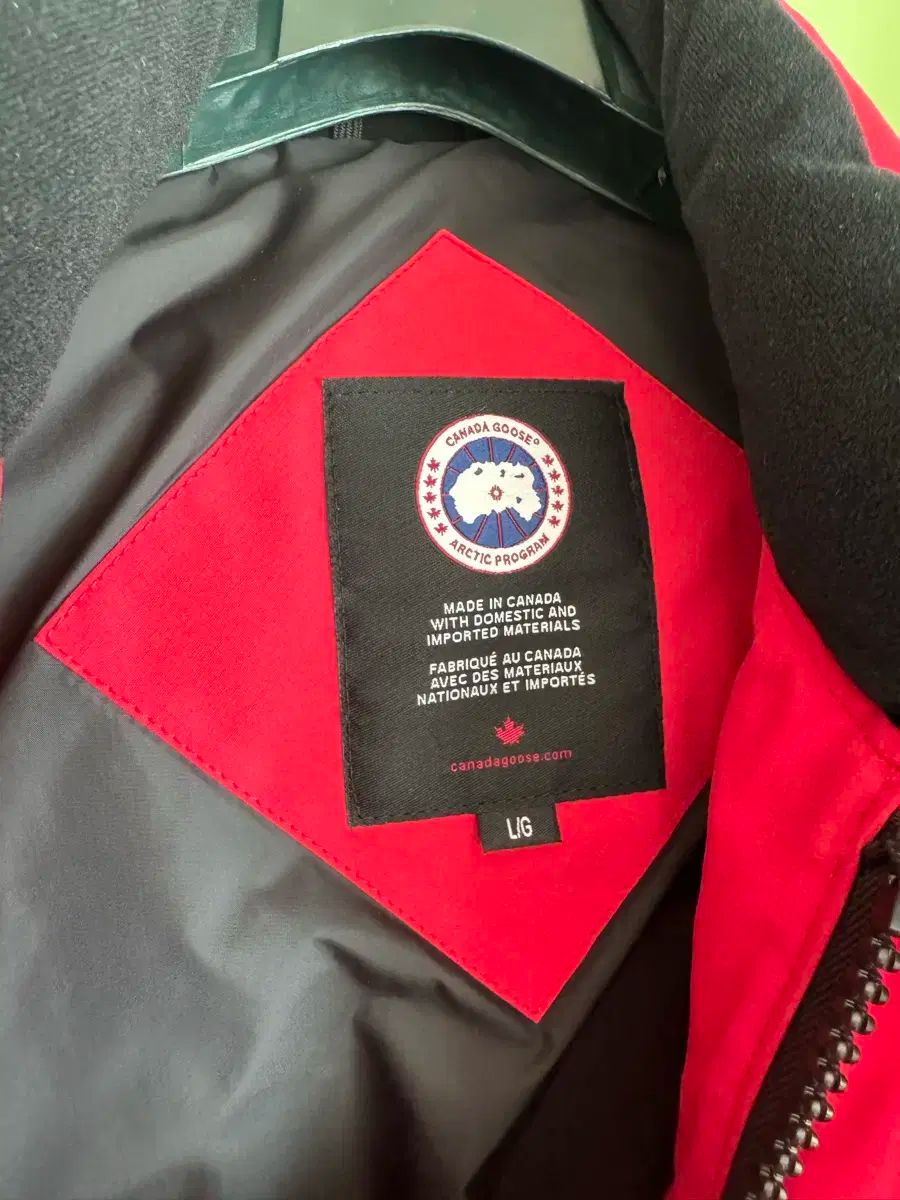 CANADA GOOSE®
ARCTIC PROGRAM
MADE IN CANADA
WITH DOMESTIC AND
IMPORTED MATERIALS
FABRIQUÉ AU CANADA
AVEC DES MATERIAUX
NATIONAUX ET IMPORTÉS
canadagoose.com
L/G